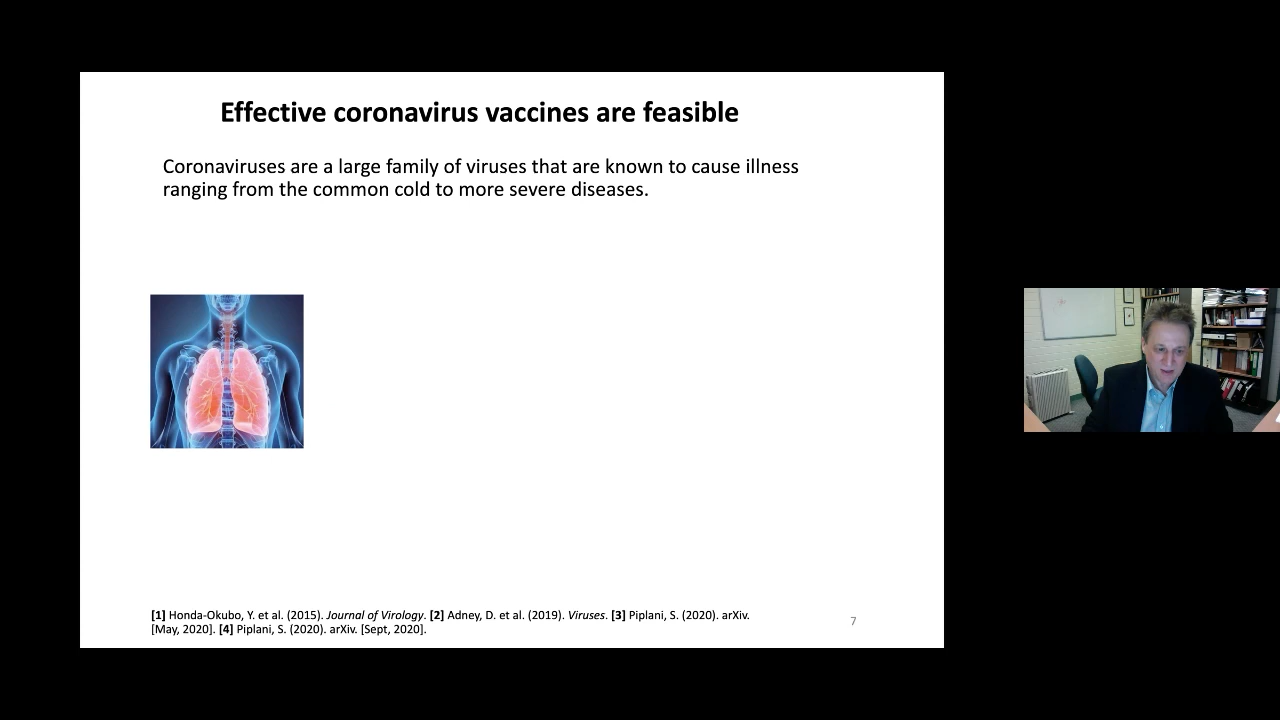 Effective coronavirus vaccines are feasible
Coronaviruses are a large family of viruses that are known to cause illness
ranging from the common cold to more severe diseases.
[1] Honda-Okubo, Y. et al. (2015). Journal of Virology. [2] Adney, D. et al. (2019). Viruses. [3] Piplani, S. (2020). arXiv.
[May, 2020]. [4] Piplani, S. (2020). arXiv. [Sept, 2020].
7